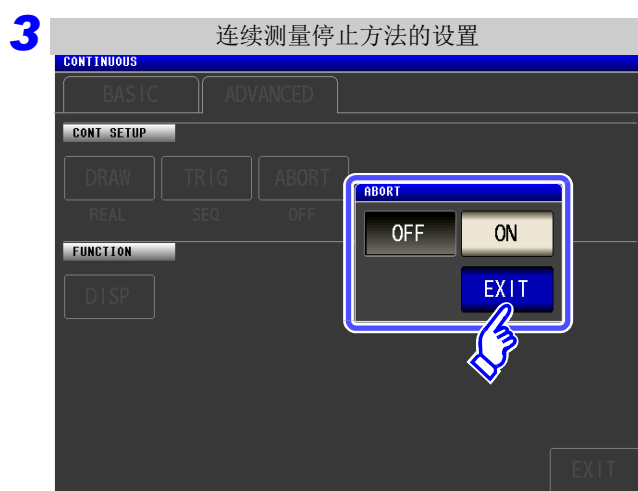 3 连续测量停止方法的设置
CONTINUOUS
BASIC ADVANCED
CONT SETUP
DRAW TRIG ABORT
REAL SEQ OFF
ABORT
OFF ON
EXIT
FUNCTION
DISP
EXIT